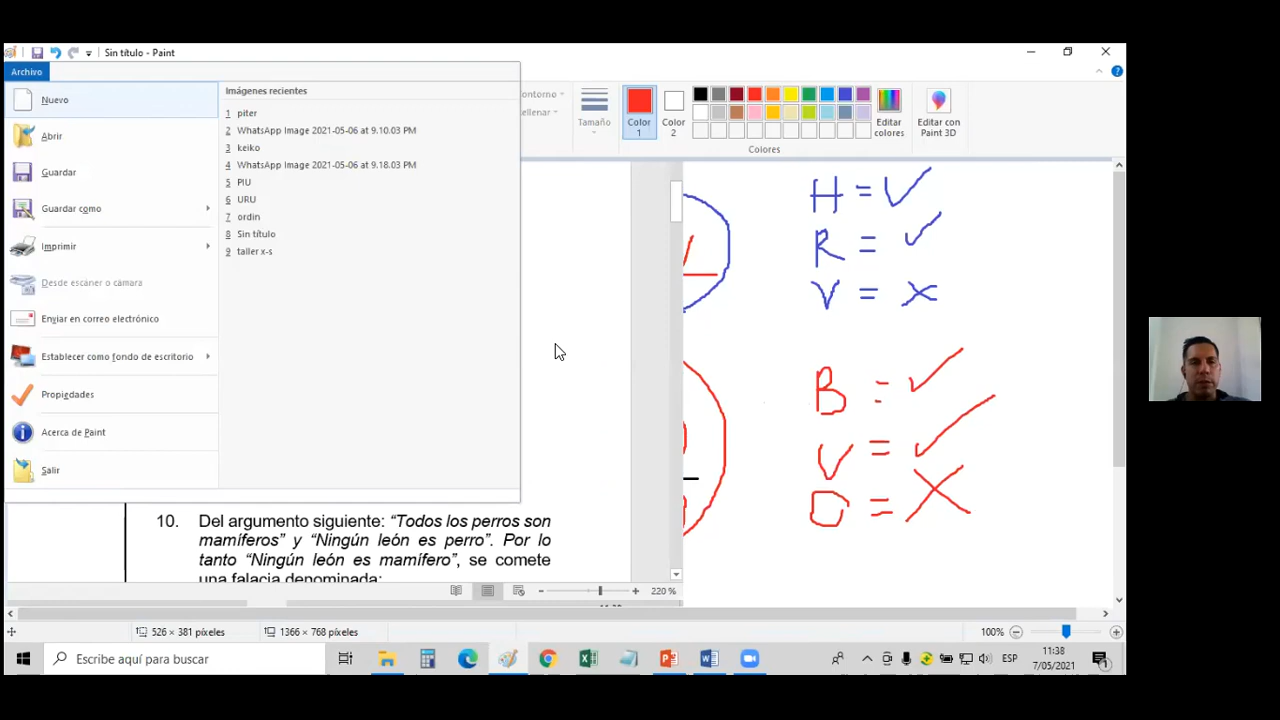 Sin título - Paint
Archivo
Nuevo
Abrir
Guardar
Guardar como
Imprimir
Desde escáner o cámara
Enviar en correo electrónico
Establecer como fondo de escritorio
Propiedades
Acerca de Paint
Salir
Imágenes recientes
1 piter
2 WhatsApp Image 2021-05-06 at 9.10.03 PM
3 keiko
4 WhatsApp Image 2021-05-06 at 9.18.03 PM
5 PIU
6 URU
7 ordin
8 Sin título
9 taller x-s
ontorno
ellenar
Tamaño
Color 1
Color 2
Editar colores
Editar con Paint 3D
Colores
H = ✓
R = ✓
V = x
B = ✓
V = ✓
O = X
10. Del argumento siguiente: “Todos los perros son
mamíferos” y “Ningún león es perro”. Por lo
tanto “Ningún león es mamífero”, se comete
una falacia denominada:
220 %
526 × 381 píxeles
1366 × 768 píxeles
100%
Escribe aquí para buscar
ESP
11:38
7/05/2021
1